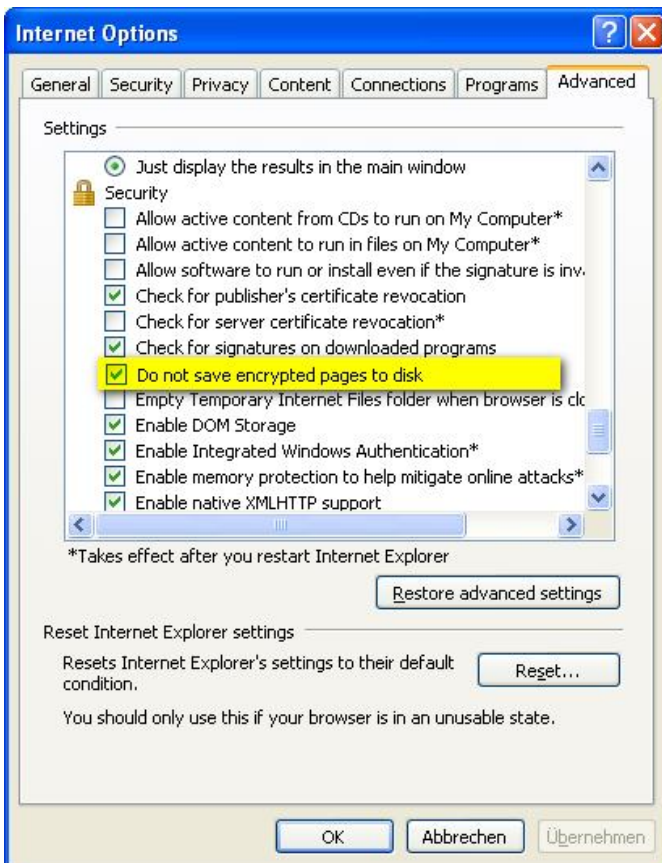 Internet Options
General Security Privacy Content Connections Programs Advanced
Settings
Just display the results in the main window
Security
Allow active content from CDs to run on My Computer*
Allow active content to run in files on My Computer*
Allow software to run or install even if the signature is inv
Check for publisher's certificate revocation
Check for server certificate revocation*
Check for signatures on downloaded programs
Do not save encrypted pages to disk
Empty Temporary Internet Files folder when browser is clo
Enable DOM Storage
Enable Integrated Windows Authentication*
Enable memory protection to help mitigate online attacks*
Enable native XMLHTTP support
*Takes effect after you restart Internet Explorer
Restore advanced settings
Reset Internet Explorer settings
Resets Internet Explorer's settings to their default
condition.
Reset...
You should only use this if your browser is in an unusable state.
OK Abbrechen Übernehmen